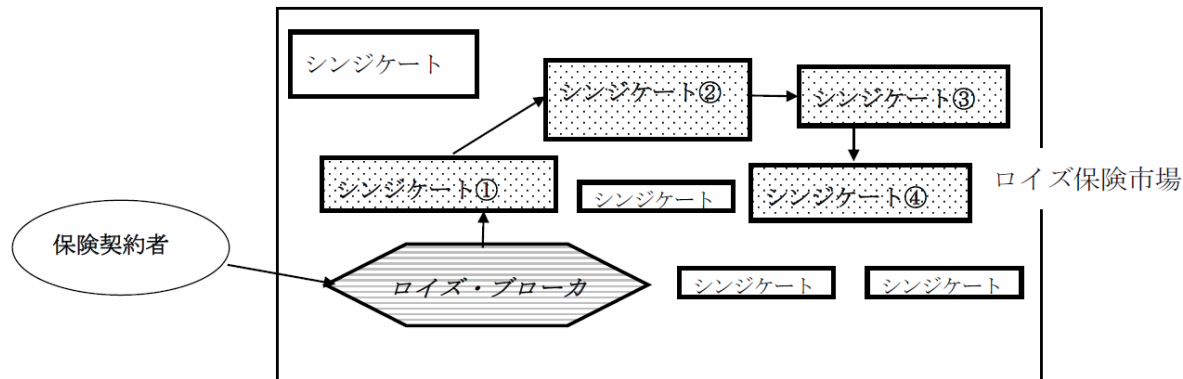 シンジケート
シンジケート②
シンジケート③
シンジケート①
シンジケート
シンジケート④
ロイズ保険市場
保険契約者
ロイズ・ブローカ
シンジケート
シンジケート